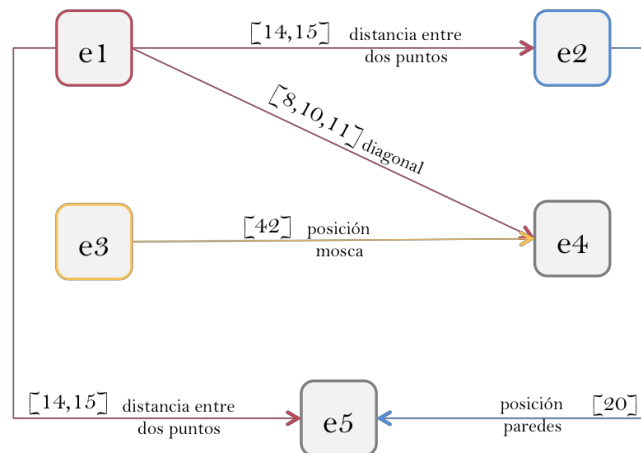 e1
[14,15] distancia entre
dos puntos
e2
[8,10,11] diagonal
e3
[42] posición
mosca
e4
[14,15] distancia entre
dos puntos
e5
posición [20]
paredes